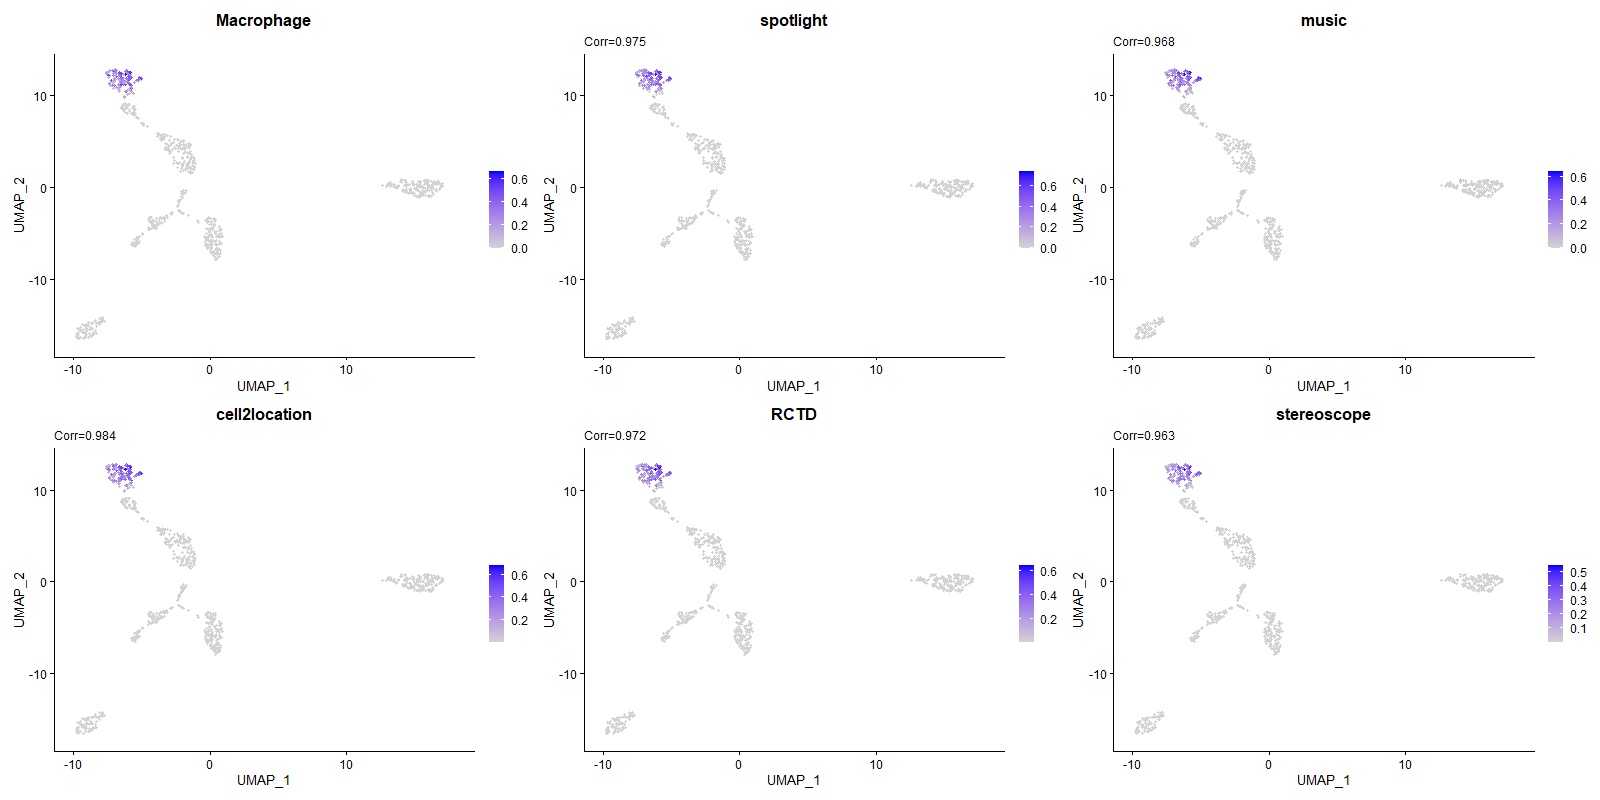 Macrophage
10
0
-10
UMAP_2
-10 0 10
UMAP_1
0.6
0.4
0.2
0.0
spotlight
Corr=0.975
10
0
-10
UMAP_2
-10 0 10
UMAP_1
0.6
0.4
0.2
0.0
music
Corr=0.968
10
0
-10
UMAP_2
-10 0 10
UMAP_1
0.6
0.4
0.2
0.0
cell2location
Corr=0.984
10
0
-10
UMAP_2
-10 0 10
UMAP_1
0.6
0.4
0.2
RCTD
Corr=0.972
10
0
-10
UMAP_2
-10 0 10
UMAP_1
0.6
0.4
0.2
stereoscope
Corr=0.963
10
0
-10
UMAP_2
-10 0 10
UMAP_1
0.5
0.4
0.3
0.2
0.1